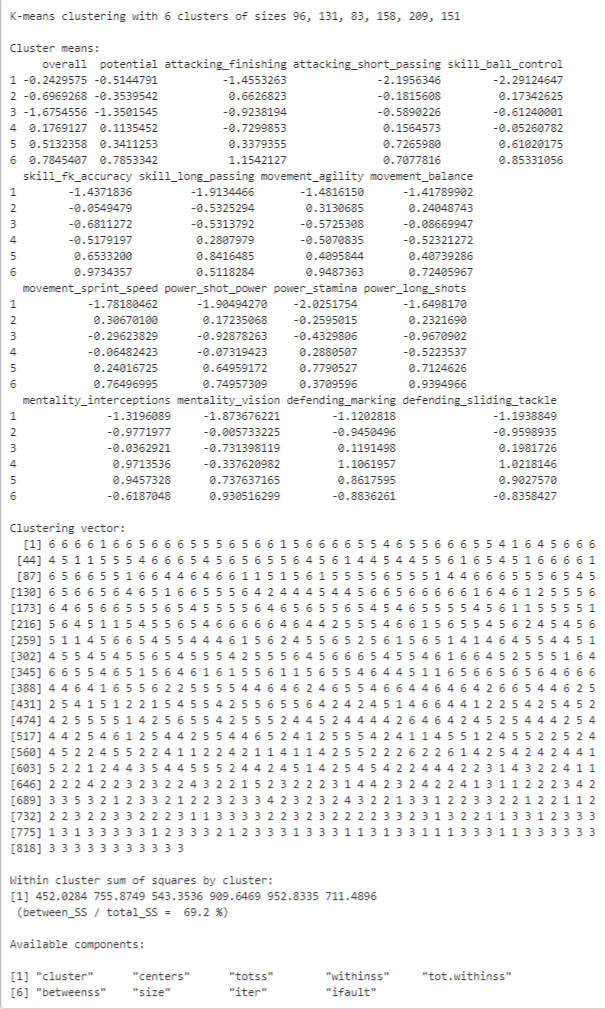 K-means clustering with 6 clusters of sizes 96, 131, 83, 158, 209, 151
Cluster means:
overall potential attacking_finishing attacking_short_passing skill_ball_control
1 -0.2429575 -0.5144791 -1.4553263 -2.1956346 -2.29124647
2 -0.6969268 -0.3539542 0.6626823 -0.1815608 0.17342625
3 -1.6754556 -1.3501545 -0.9238194 -0.5890226 -0.61240001
4 0.1769127 0.1135452 -0.7299853 0.1564573 -0.05260782
5 0.5132358 0.3411253 0.3379355 0.7265980 0.61020175
6 0.7845407 0.7853342 1.1542127 0.7077816 0.85331056
skill_fk_accuracy skill_long_passing movement_agility movement_balance
1 -1.4371836 -1.9134466 -1.4816150 -1.41789902
2 -0.0549479 -0.5325294 0.3130685 0.24048743
3 -0.6811272 -0.5313792 -0.5725308 -0.08669947
4 -0.5179197 0.2807979 -0.5070835 -0.52321272
5 0.6533200 0.8416485 0.4095844 0.40739286
6 0.9734357 0.5118284 0.9487363 0.72405967
movement_sprint_speed power_shot_power power_stamina power_long_shots
1 -1.78180462 -1.90494270 -2.0251754 -1.6498170
2 0.30670100 0.17235068 -0.2595015 0.2321690
3 -0.29623829 -0.92878263 -0.4329806 -0.9670902
4 -0.06482423 -0.07319423 0.2880507 -0.5223537
5 0.24016725 0.64959172 0.7790527 0.7124626
6 0.76496995 0.74957309 0.3709596 0.9394966
mentality_interceptions mentality_vision defending_marking defending_sliding_tackle
1 -1.3196089 -1.873676221 -1.1202818 -1.1938849
2 -0.9771977 -0.005733225 -0.9450496 -0.9598935
3 -0.0362921 -0.731398119 0.1191498 0.1981726
4 0.9713536 -0.337620982 1.1061957 1.0218146
5 0.9457328 0.737637165 0.8617595 0.9027570
6 -0.6187048 0.930516299 -0.8836261 -0.8358427
Clustering vector:
[1] 6 6 6 6 1 6 6 5 6 6 6 5 5 5 6 5 6 6 1 5 6 6 6 6 5 5 4 6 5 5 6 6 6 5 5 4 1 6 4 5 6 6 6
[44] 4 5 1 1 5 5 5 4 6 6 6 5 4 5 6 5 6 5 5 6 4 5 6 1 4 4 5 4 4 5 5 6 1 6 5 4 5 1 6 6 6 6 1
[87] 6 5 6 6 5 5 1 6 6 4 4 6 4 6 6 1 1 5 1 5 6 1 5 5 5 5 6 5 5 5 1 4 4 6 6 6 5 5 5 6 5 4 5
[130] 6 5 6 6 5 6 4 6 5 1 6 6 5 5 5 6 4 2 4 4 4 5 4 4 5 6 6 5 6 6 6 6 6 1 6 4 6 1 2 5 5 5 6
[173] 6 4 6 5 6 6 5 5 5 6 5 4 5 5 5 5 6 4 6 5 6 5 5 6 5 4 5 4 6 5 5 5 5 4 5 6 1 1 5 5 5 5 1
[216] 5 6 4 5 1 1 5 4 5 5 6 5 4 6 6 6 6 6 4 6 4 4 2 5 5 5 4 6 6 1 5 6 5 5 4 5 6 2 4 5 4 5 6
[259] 5 1 1 4 5 6 6 5 4 5 5 4 4 4 6 1 5 6 2 4 5 5 6 5 2 5 6 1 5 6 5 1 4 1 4 6 4 5 5 4 4 5 1
[302] 4 5 5 4 5 4 5 5 6 5 4 5 5 5 4 2 5 5 5 6 4 5 6 6 6 5 4 5 5 4 6 1 6 6 4 5 2 5 5 5 1 6 4
[345] 6 6 5 5 4 6 5 1 5 6 4 6 1 6 1 5 5 6 1 1 5 6 5 5 4 6 4 4 5 1 1 6 5 6 6 5 6 5 6 4 6 6 6
[388] 4 4 6 4 1 6 5 5 6 2 2 5 5 5 5 4 4 6 4 6 2 4 6 5 5 4 6 6 4 4 6 4 6 4 2 6 6 5 4 4 6 2 5
[431] 2 5 4 1 5 1 2 2 1 5 4 5 5 4 2 5 5 6 5 5 6 4 2 4 2 4 5 1 4 6 6 4 4 1 2 2 5 4 2 5 4 5 2
[474] 4 2 5 5 5 5 1 4 2 5 6 5 5 4 2 5 5 5 2 4 4 5 2 4 4 4 4 2 6 4 6 4 2 4 5 2 5 4 4 4 2 5 4
[517] 4 4 2 5 4 6 1 2 5 4 4 2 5 5 4 4 6 5 2 4 1 2 5 5 5 4 2 4 1 1 4 5 5 1 2 4 5 5 2 2 5 2 4
[560] 4 5 2 2 4 5 5 2 2 4 1 1 2 2 4 2 1 1 4 1 1 4 2 5 5 2 2 2 6 2 2 6 1 4 2 5 4 2 4 2 4 4 1
[603] 5 2 2 1 2 4 4 3 5 4 4 5 5 5 2 4 4 2 4 5 1 4 2 5 4 5 4 2 2 4 4 4 2 2 3 1 4 3 2 2 4 1 1
[646] 2 2 2 4 2 2 3 2 3 2 2 4 3 2 2 1 5 2 3 2 2 2 3 1 4 4 2 3 2 4 2 2 4 1 3 1 1 2 2 2 3 4 2
[689] 3 3 5 3 2 1 2 3 3 2 1 2 2 3 2 3 3 4 2 3 2 3 2 4 3 2 2 1 3 3 1 2 2 3 3 2 2 1 2 2 1 1 2
[732] 2 2 3 2 2 3 3 2 2 2 3 1 1 3 3 3 3 2 2 3 2 3 2 2 2 2 3 3 2 3 1 3 2 2 1 1 3 3 1 2 3 3 3
[775] 1 3 1 3 3 3 3 3 1 2 3 3 3 2 1 2 3 3 3 1 3 3 3 1 1 3 1 3 3 1 1 1 3 3 3 1 1 3 3 3 3 3 3
[818] 3 3 3 3 3 3 3 3 3 3 3
Within cluster sum of squares by cluster:
[1] 452.0284 755.8749 543.3536 909.6469 952.8335 711.4896
(between_SS / total_SS = 69.2 %)
Available components:
[1] "cluster" "centers" "totss" "withinss" "tot.withinss"
[6] "betweenss" "size" "iter" "ifault"